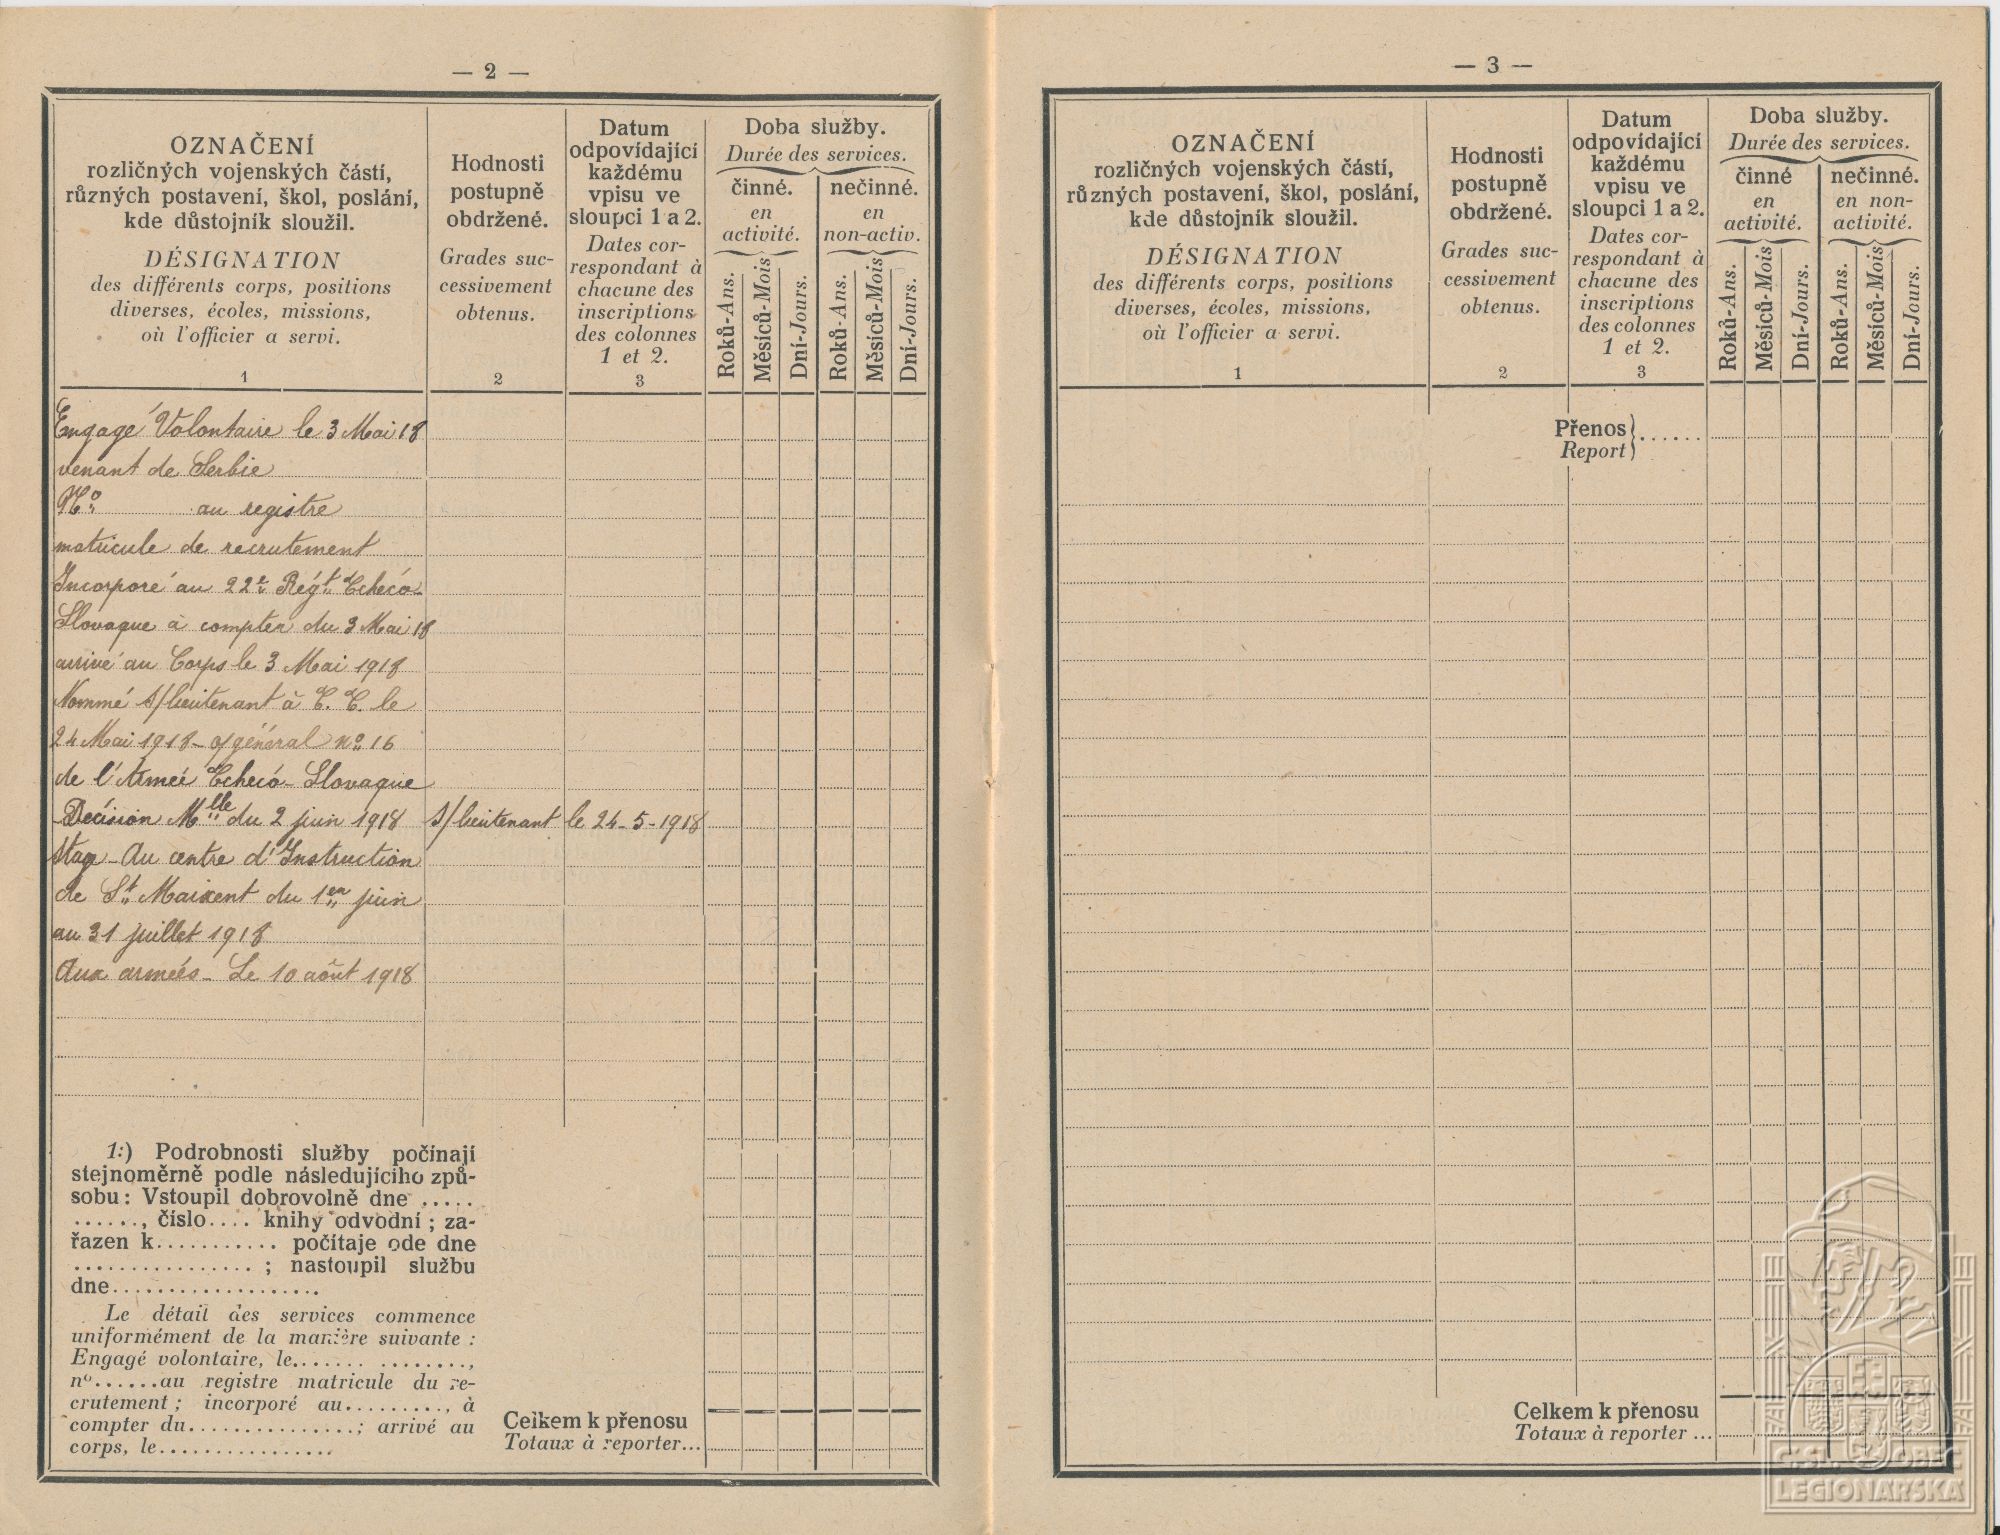 — 2 —
OZNAČENÍ
rozličných vojenských částí,
různých postavení, škol, poslání,
kde důstojník sloužil.
DÉSIGNATION
des différents corps, positions
diverses, écoles, missions,
où l'officier a servi.
1
Hodnosti
postupně
obdržené.
Grades suc-
cessivement
obtenus.
2
Datum
odpovídající
každému
vpisu ve
sloupci 1 a 2.
Dates cor-
respondant à
chacune des
inscriptions
des colonnes
1 et 2.
3
Doba služby.
Durée des services.
činné.
en
activité.
nečinné.
en
non-activ.
Roků-Ans.
Měsíců-Mois
Dní-Jours.
Roků-Ans.
Měsíců-Mois
Dní-Jours.
Engagé Volontaire le 3 Mai 18
venant de Serbie
No au registre
matricule de recrutement
Incorporé au 22e Régt Tchéco-
Slovaque à compter du 3 Mai 18
arrivé au Corps le 3 Mai 1918
Nommé s/lieutenant à T. T. le
24 Mai 1918 - o/général no 16
de l'Armée Tchéco-Slovaque
Décision Mlle du 2 juin 1918 s/lieutenant le 24-5-1918
stage - Au centre d'Instruction
de St Maixent du 1er juin
au 31 juillet 1918
Aux armées - Le 10 août 1918
1:) Podrobnosti služby počínají
stejnoměrně podle následujícího způ-
sobu: Vstoupil dobrovolně dne .....
......, číslo.... knihy odvodní; za-
řazen k........... počítaje ode dne
................ ; nastoupil službu
dne...................
Le détail des services commence
uniformément de la manière suivante :
Engagé volontaire, le....... ........,
no......au registre matricule du re-
crutement ; incorporé au........., à
compter du...............; arrivé au
corps, le................
Celkem k přenosu
Totaux à reporter...
— 3 —
OZNAČENÍ
rozličných vojenských částí,
různých postavení, škol, poslání,
kde důstojník sloužil.
DÉSIGNATION
des différents corps, positions
diverses, écoles, missions,
où l'officier a servi.
1
Hodnosti
postupně
obdržené.
Grades suc-
cessivement
obtenus.
2
Datum
odpovídající
každému
vpisu ve
sloupci 1 a 2.
Dates cor-
respondant à
chacune des
inscriptions
des colonnes
1 et 2.
3
Doba služby.
Durée des services.
činné
en
activité.
nečinné.
en non-
activité.
Roků-Ans.
Měsíců-Mois
Dní-Jours.
Roků-Ans.
Měsíců-Mois
Dní-Jours.
Přenos
Report
Celkem k přenosu
Totaux à reporter ...
ČSL. OBEC
LEGIONÁŘSKÁ